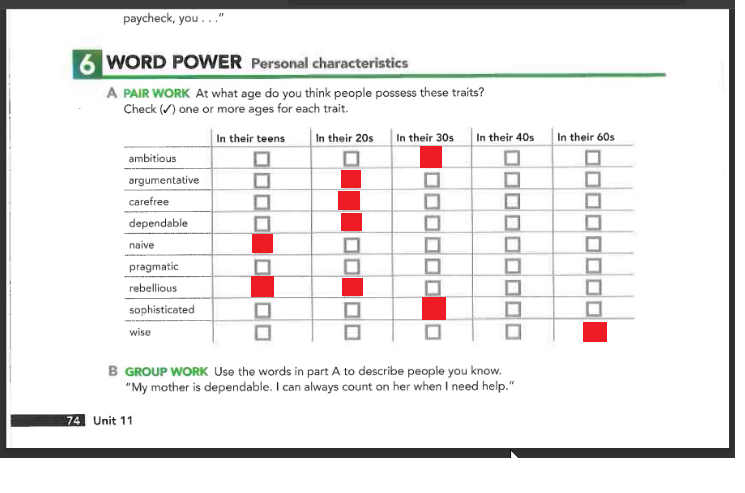 paycheck, you . . ."
6 WORD POWER Personal characteristics
A PAIR WORK At what age do you think people possess these traits?
Check (✓) one or more ages for each trait.
In their teens In their 20s In their 30s In their 40s In their 60s
ambitious
argumentative
carefree
dependable
naive
pragmatic
rebellious
sophisticated
wise
B GROUP WORK Use the words in part A to describe people you know.
"My mother is dependable. I can always count on her when I need help."
74 Unit 11